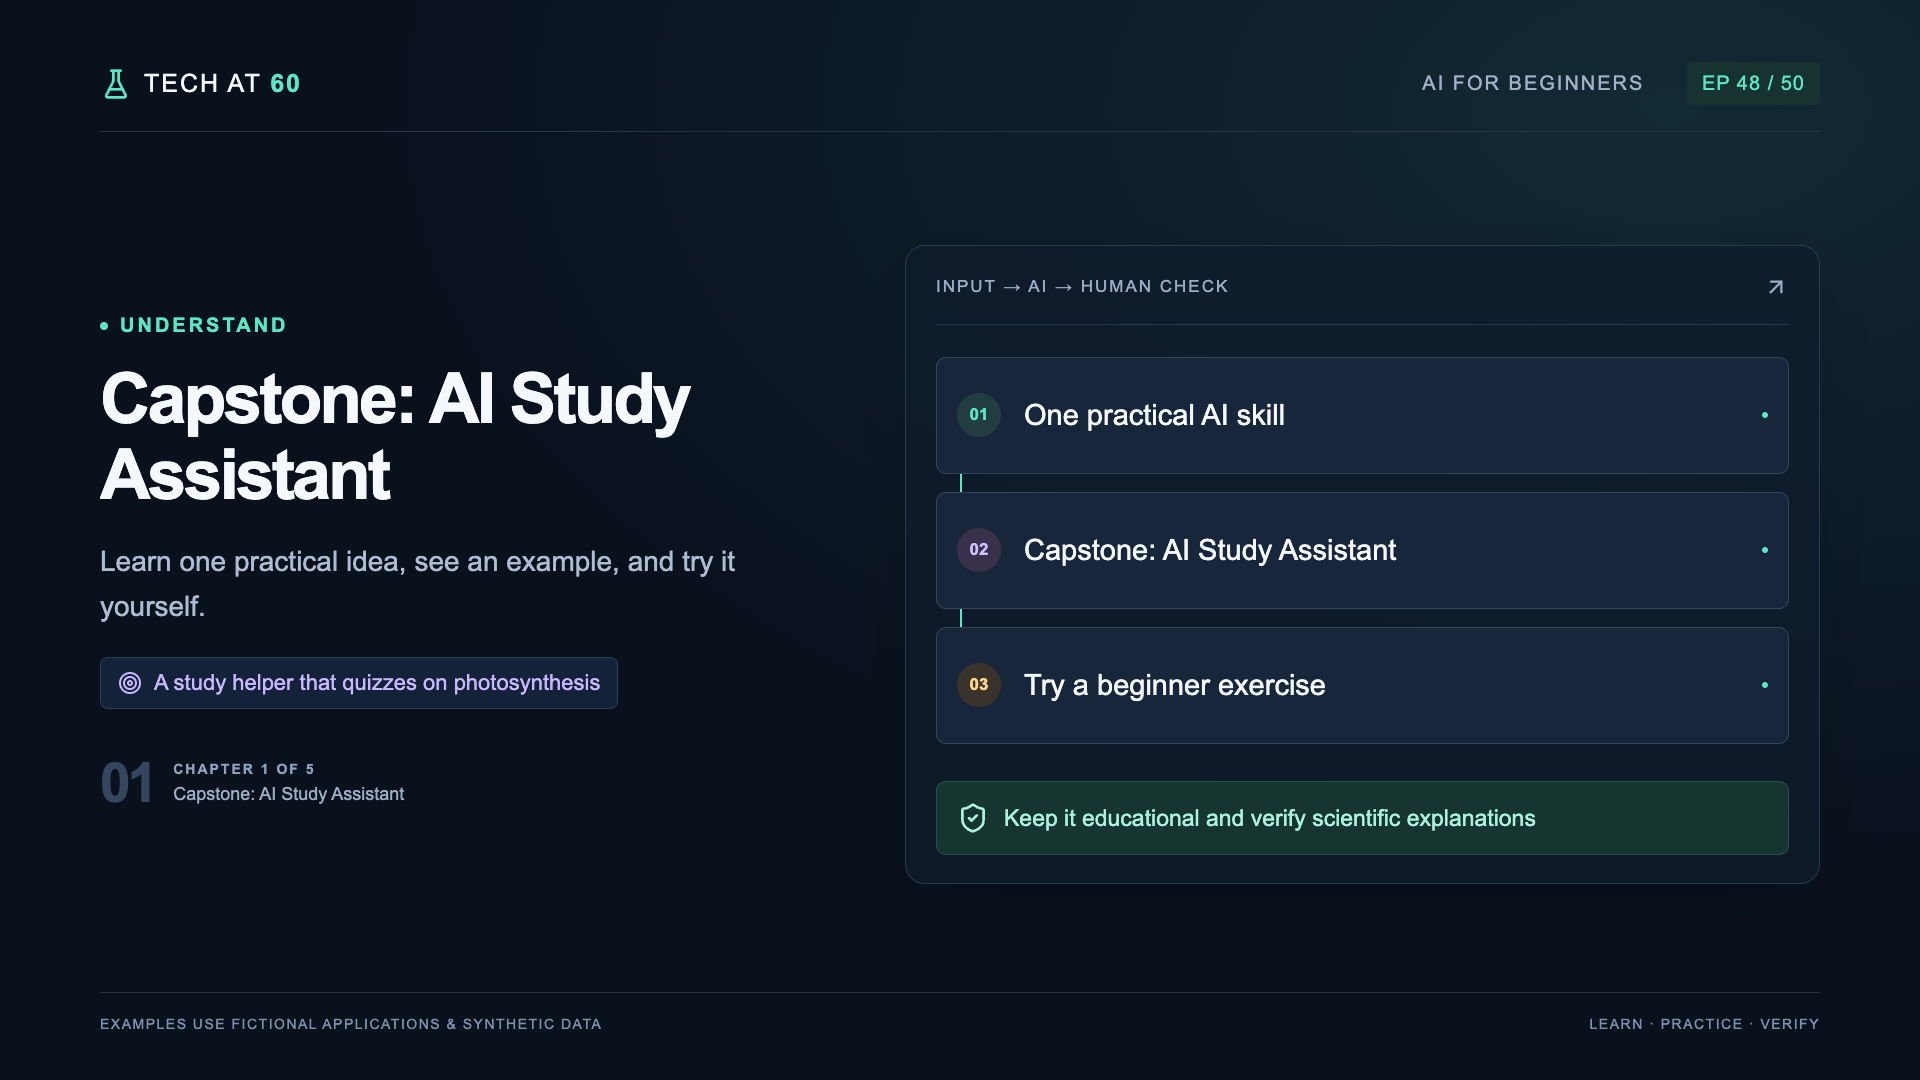 TECH AT 60
AI FOR BEGINNERS
EP 48 / 50
UNDERSTAND
Capstone: AI Study
Assistant
Learn one practical idea, see an example, and try it
yourself.
A study helper that quizzes on photosynthesis
01
CHAPTER 1 OF 5
Capstone: AI Study Assistant
INPUT → AI → HUMAN CHECK
01
One practical AI skill
02
Capstone: AI Study Assistant
03
Try a beginner exercise
Keep it educational and verify scientific explanations
EXAMPLES USE FICTIONAL APPLICATIONS & SYNTHETIC DATA
LEARN · PRACTICE · VERIFY